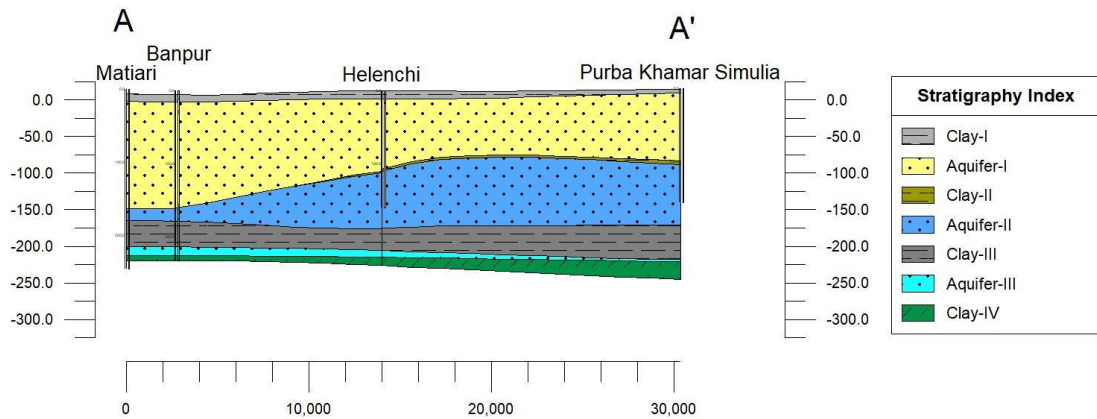 A
A'
Banpur
Matiari
Helenchi
Purba Khamar Simulia
0.0
-50.0
-100.0
-150.0
-200.0
-250.0
-300.0
0.0
-50.0
-100.0
-150.0
-200.0
-250.0
-300.0
0
10,000
20,000
30,000
Stratigraphy Index
Clay-I
Aquifer-I
Clay-II
Aquifer-II
Clay-III
Aquifer-III
Clay-IV